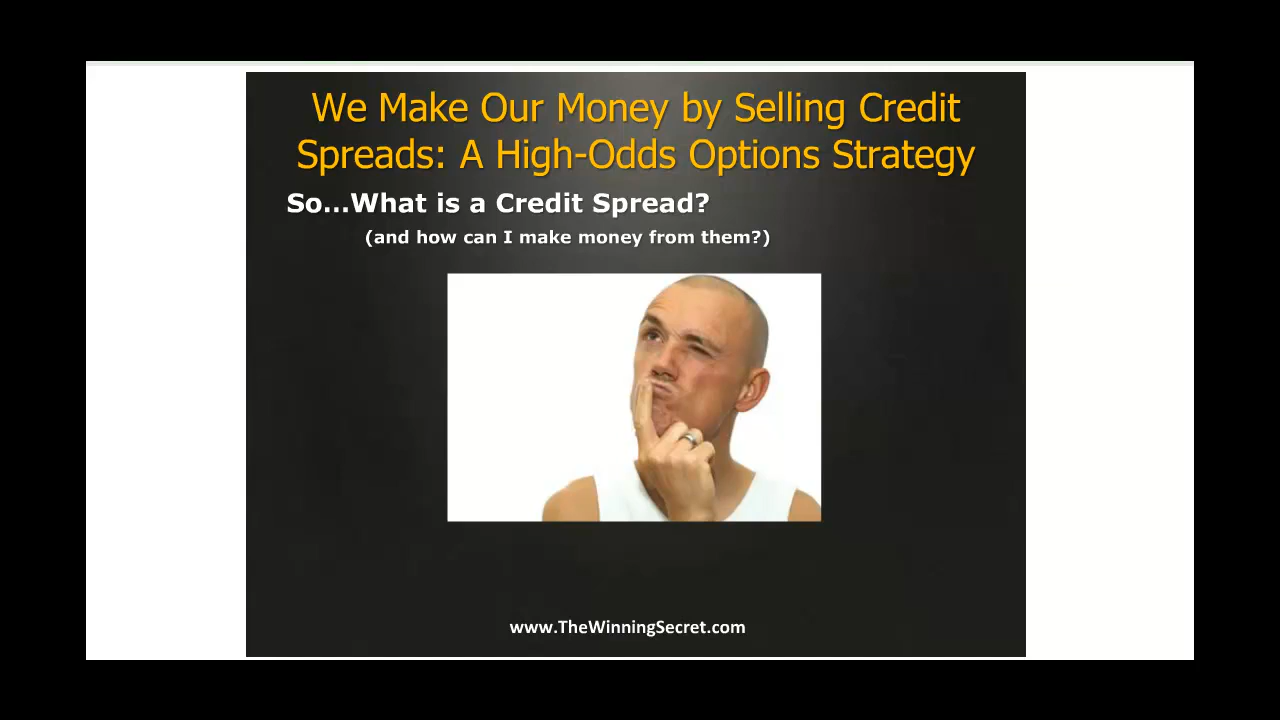 We Make Our Money by Selling Credit
Spreads: A High-Odds Options Strategy
So...What is a Credit Spread?
(and how can I make money from them?)
www.TheWinningSecret.com